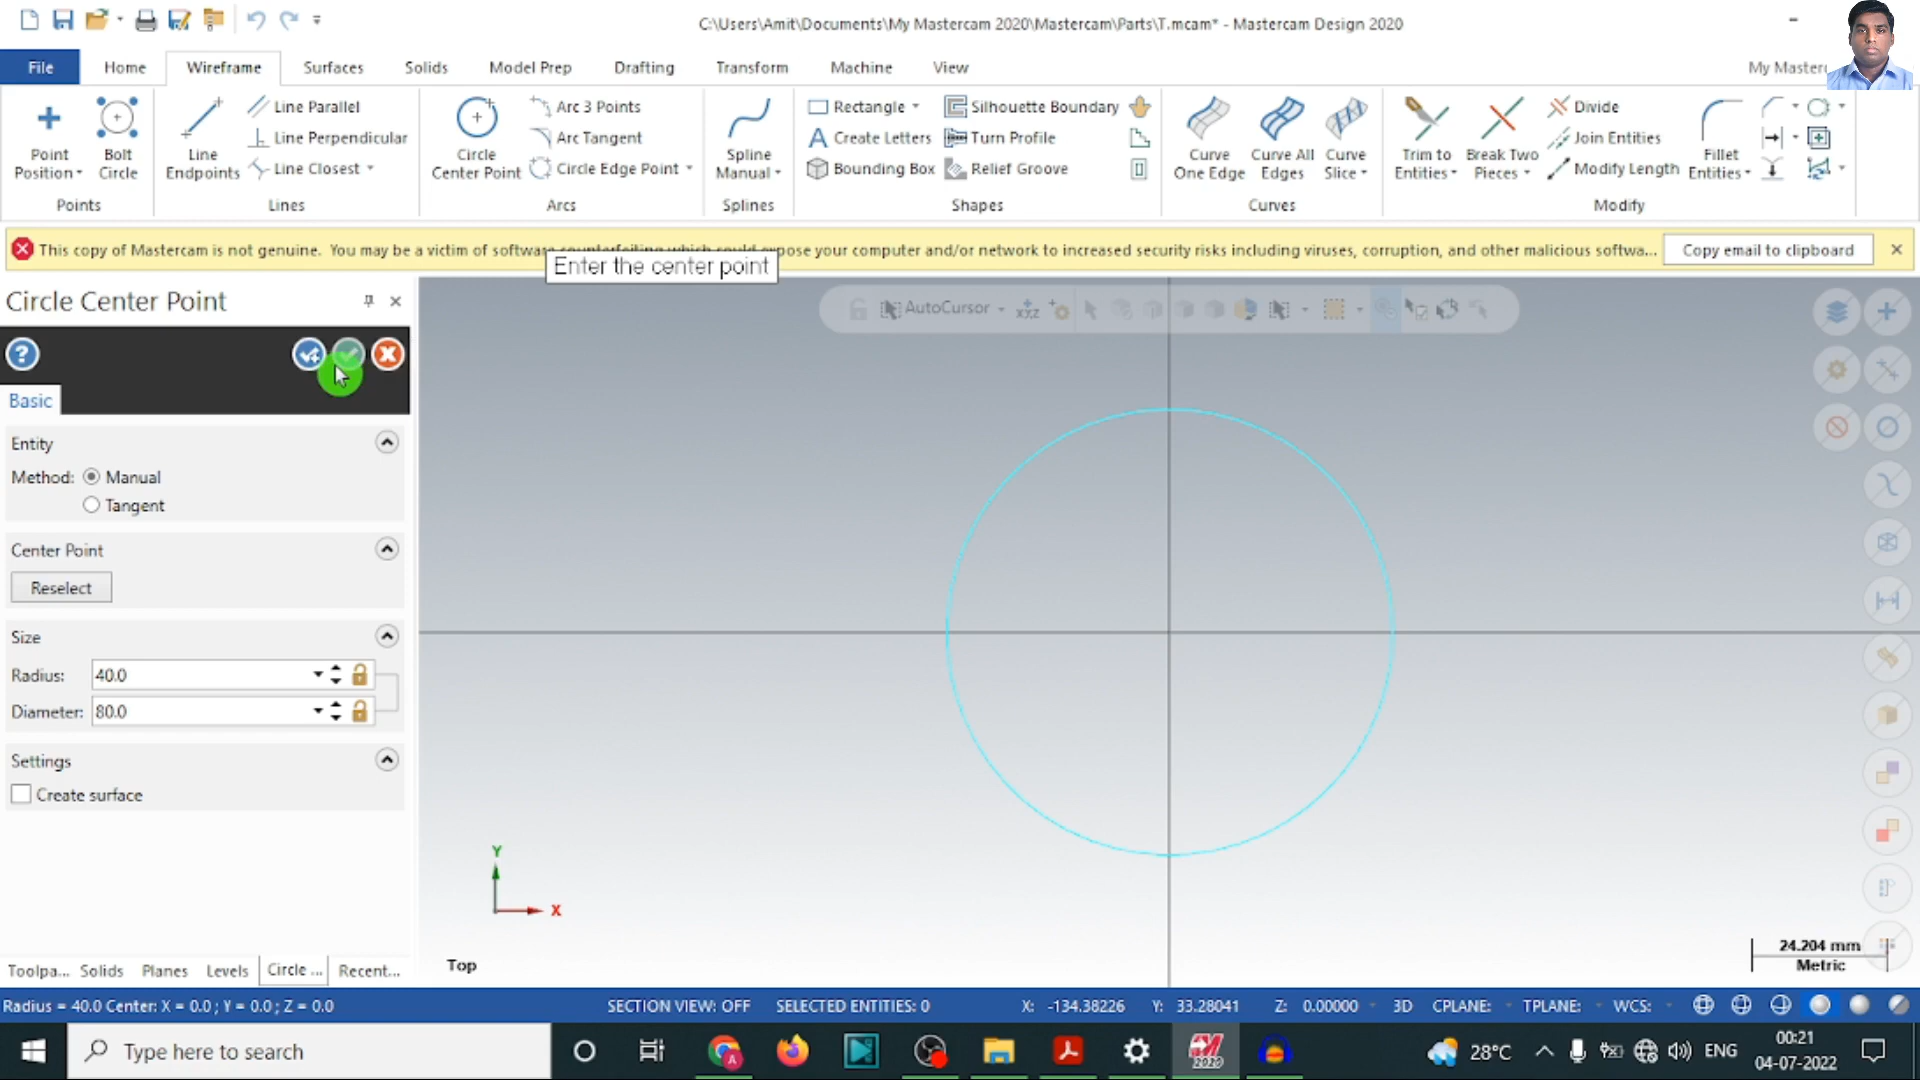 C:\Users\Amit\Documents\My Mastercam 2020\Mastercam\Parts\T.mcam* - Mastercam Design 2020
File Home Wireframe Surfaces Solids Model Prep Drafting Transform Machine View My Masterc
Point Position
Bolt Circle
Points
Line Endpoints
Line Parallel
Line Perpendicular
Line Closest
Lines
Circle Center Point
Arc 3 Points
Arc Tangent
Circle Edge Point
Arcs
Spline Manual
Splines
Rectangle
Create Letters
Bounding Box
Silhouette Boundary
Turn Profile
Relief Groove
Shapes
Curve One Edge
Curve All Edges
Curve Slice
Curves
Trim to Entities
Break Two Pieces
Divide
Join Entities
Modify Length
Fillet Entities
Modify
This copy of Mastercam is not genuine. You may be a victim of software counterfeiting which could expose your computer and/or network to increased security risks including viruses, corruption, and other malicious softwa...
Copy email to clipboard
Enter the center point
Circle Center Point
AutoCursor
Basic
Entity
Method: Manual
Tangent
Center Point
Reselect
Size
Radius: 40.0
Diameter: 80.0
Settings
Create surface
Y
X
Top
24.204 mm
Metric
Toolpa... Solids Planes Levels Circle ... Recent...
Radius = 40.0 Center: X = 0.0 ; Y = 0.0 ; Z = 0.0
SECTION VIEW: OFF SELECTED ENTITIES: 0 X: -134.38226 Y: 33.28041 Z: 0.00000 3D CPLANE: TPLANE: WCS:
Type here to search
2020
28°C
ENG
00:21
04-07-2022